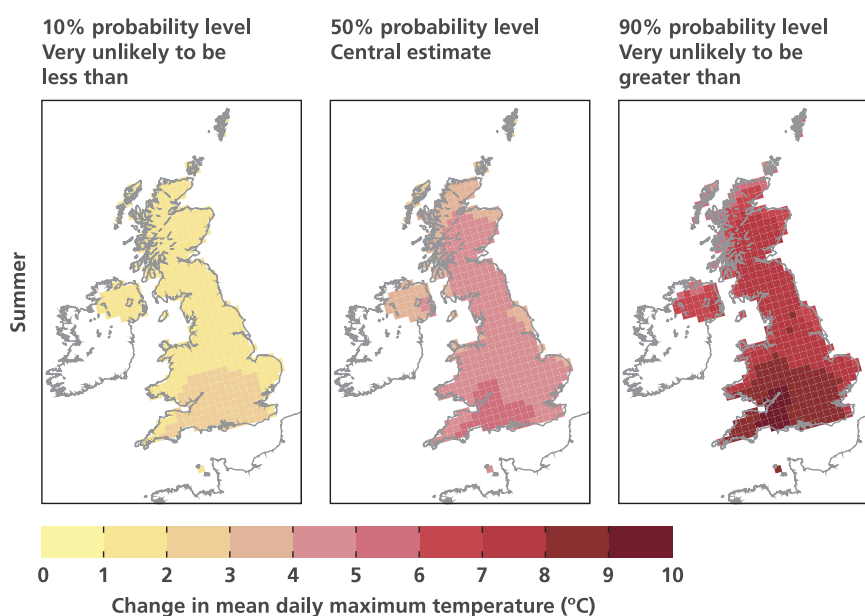 10% probability level
Very unlikely to be
less than
50% probability level
Central estimate
90% probability level
Very unlikely to be
greater than
Summer
0 1 2 3 4 5 6 7 8 9 10
Change in mean daily maximum temperature (ºC)